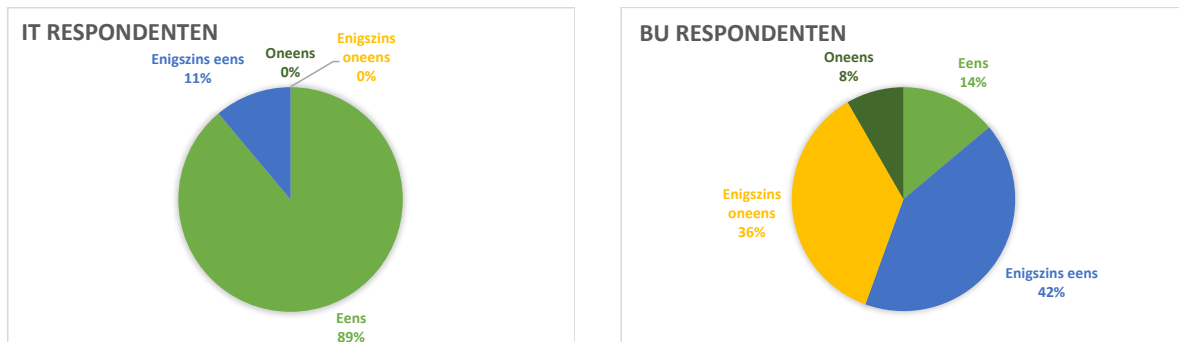 IT RESPONDENTEN
Enigszins eens
11%
Oneens
0%
Enigszins
oneens
0%
Eens
89%
BU RESPONDENTEN
Oneens
8%
Eens
14%
Enigszins
oneens
36%
Enigszins eens
42%